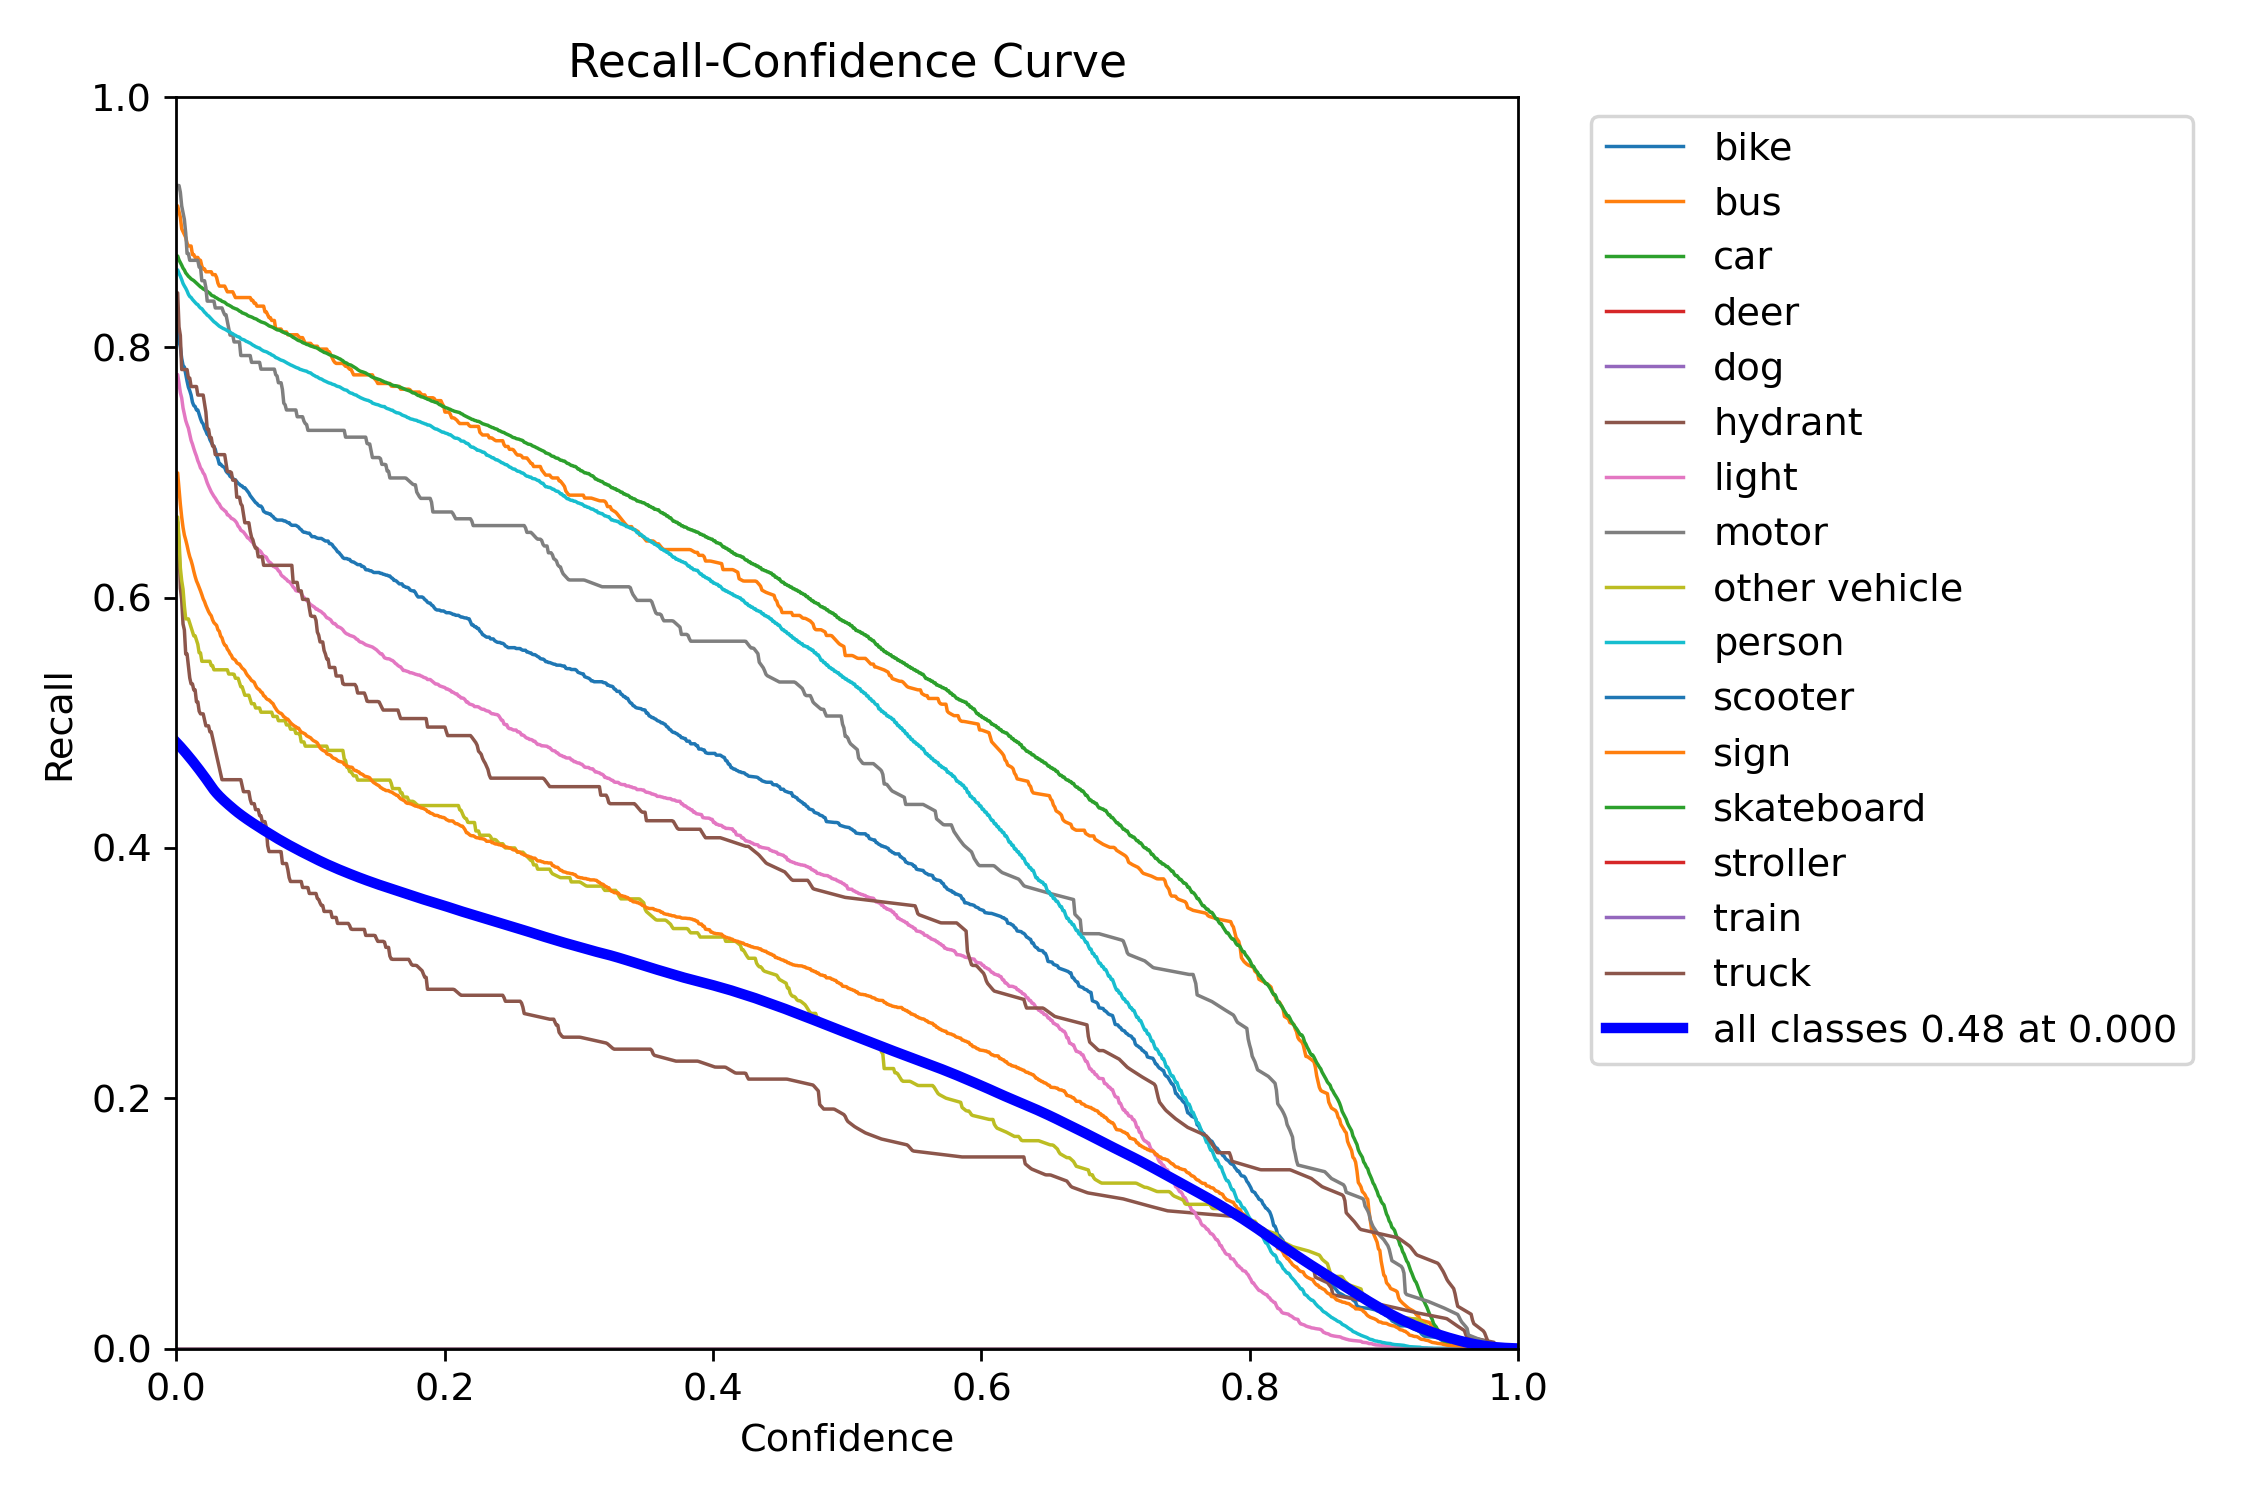 Recall-Confidence Curve
1.0
0.8
0.6
0.4
0.2
0.0
Recall
0.0 0.2 0.4 0.6 0.8 1.0
Confidence
bike
bus
car
deer
dog
hydrant
light
motor
other vehicle
person
scooter
sign
skateboard
stroller
train
truck
all classes 0.48 at 0.000